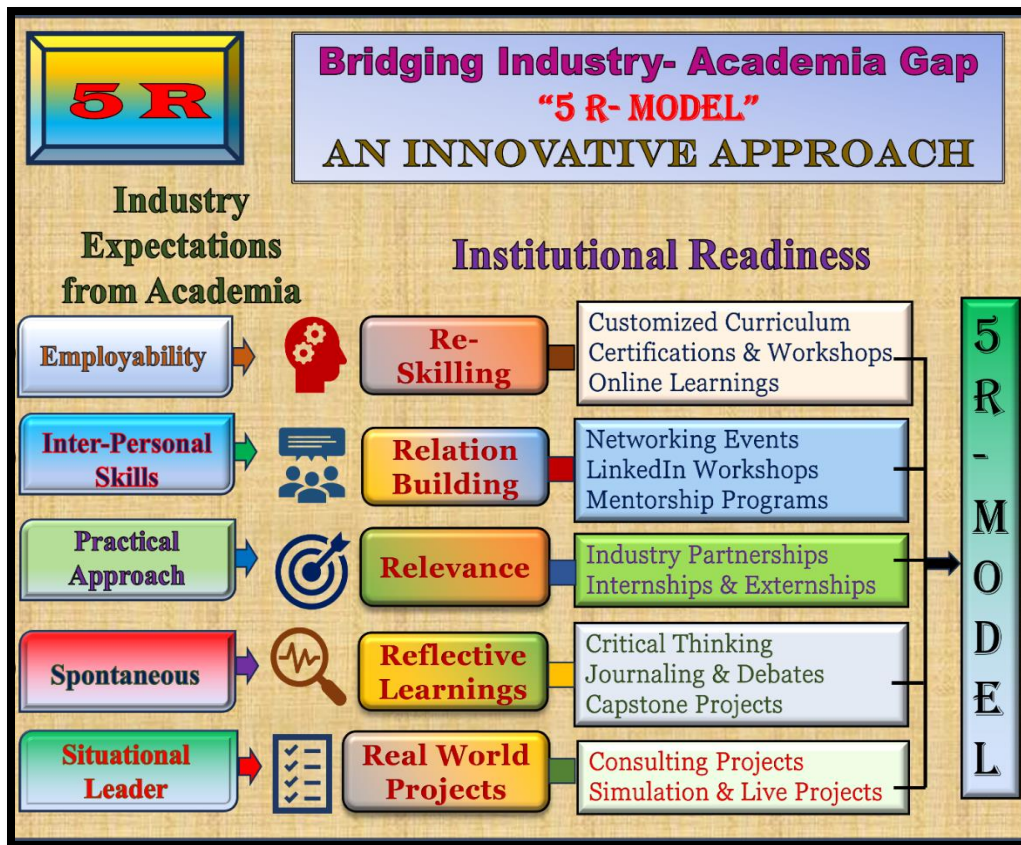 5 R
Bridging Industry- Academia Gap
“5 R- MODEL”
AN INNOVATIVE APPROACH
Industry
Expectations
from Academia
Institutional Readiness
Employability
Re-
Skilling
Customized Curriculum
Certifications & Workshops
Online Learnings
Inter-Personal
Skills
Relation
Building
Networking Events
LinkedIn Workshops
Mentorship Programs
Practical
Approach
Relevance
Industry Partnerships
Internships & Externships
Spontaneous
Reflective
Learnings
Critical Thinking
Journaling & Debates
Capstone Projects
Situational
Leader
Real World
Projects
Consulting Projects
Simulation & Live Projects
5
R
-
M
O
D
E
L